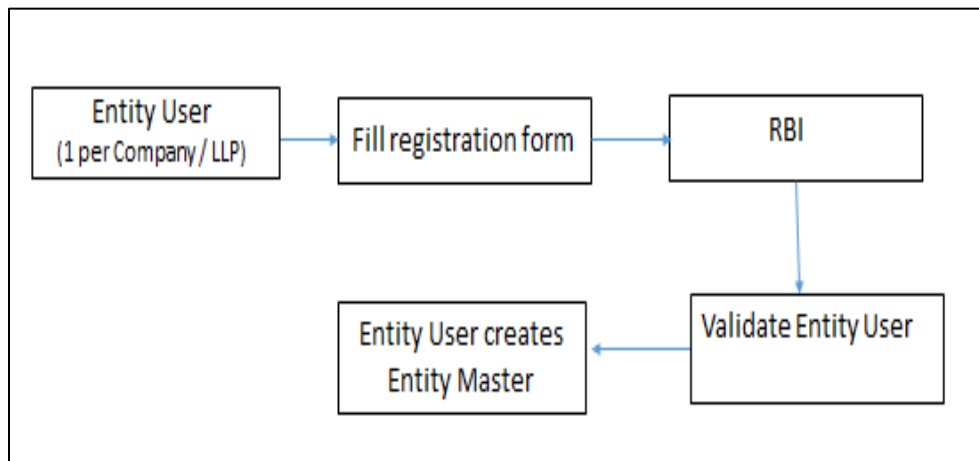 Entity User
(1 per Company / LLP)
Fill registration form
RBI
Validate Entity User
Entity User creates
Entity Master